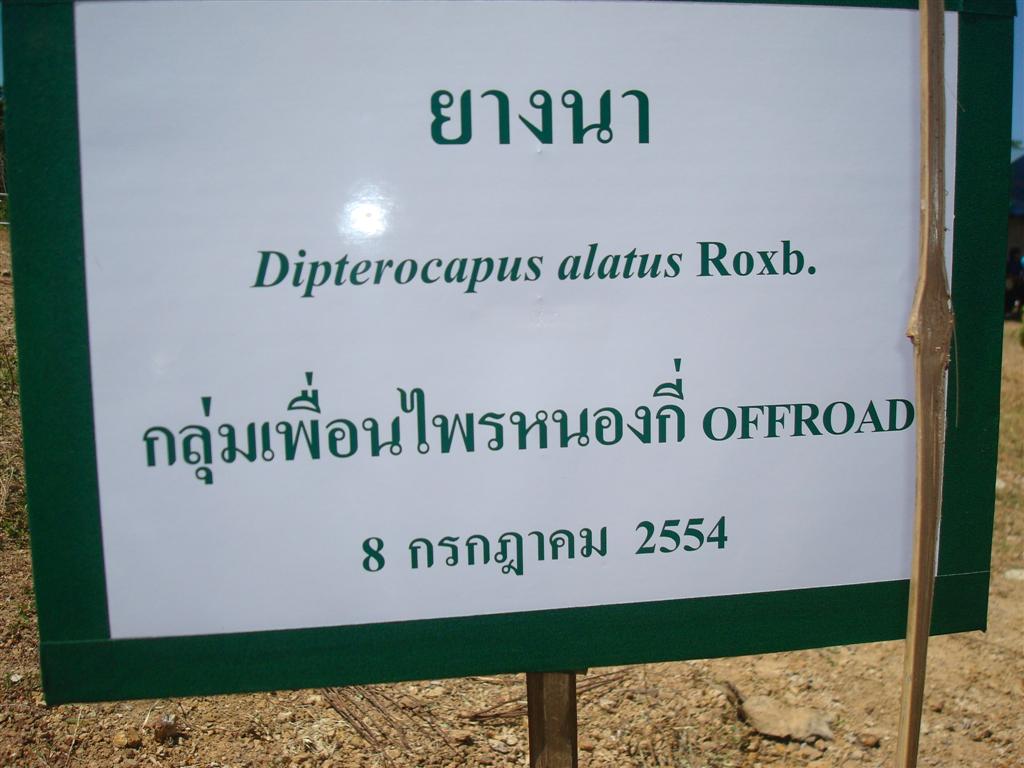 ยางนา
Dipterocapus alatus Roxb.
กลุ่มเพื่อนไพรหนองกี่ OFFROAD
8 กรกฎาคม 2554